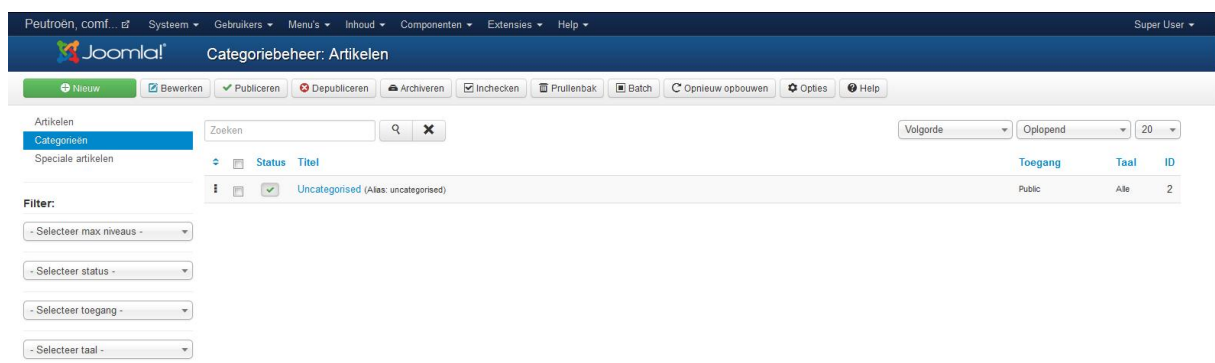 Peutroën, comf... Systeem Gebruikers Menu's Inhoud Componenten Extensies Help Super User
Joomla! Categoriebeheer: Artikelen
Nieuw Bewerken Publiceren Depubliceren Archiveren Inchecken Prullenbak Batch Opnieuw opbouwen Opties Help
Artikelen
Categorieën
Speciale artikelen
Zoeken Volgorde Oplopend 20
Status Titel Toegang Taal ID
Uncategorised (Alias: uncategorised) Public Alle 2
Filter:
- Selecteer max niveaus -
- Selecteer status -
- Selecteer toegang -
- Selecteer taal -